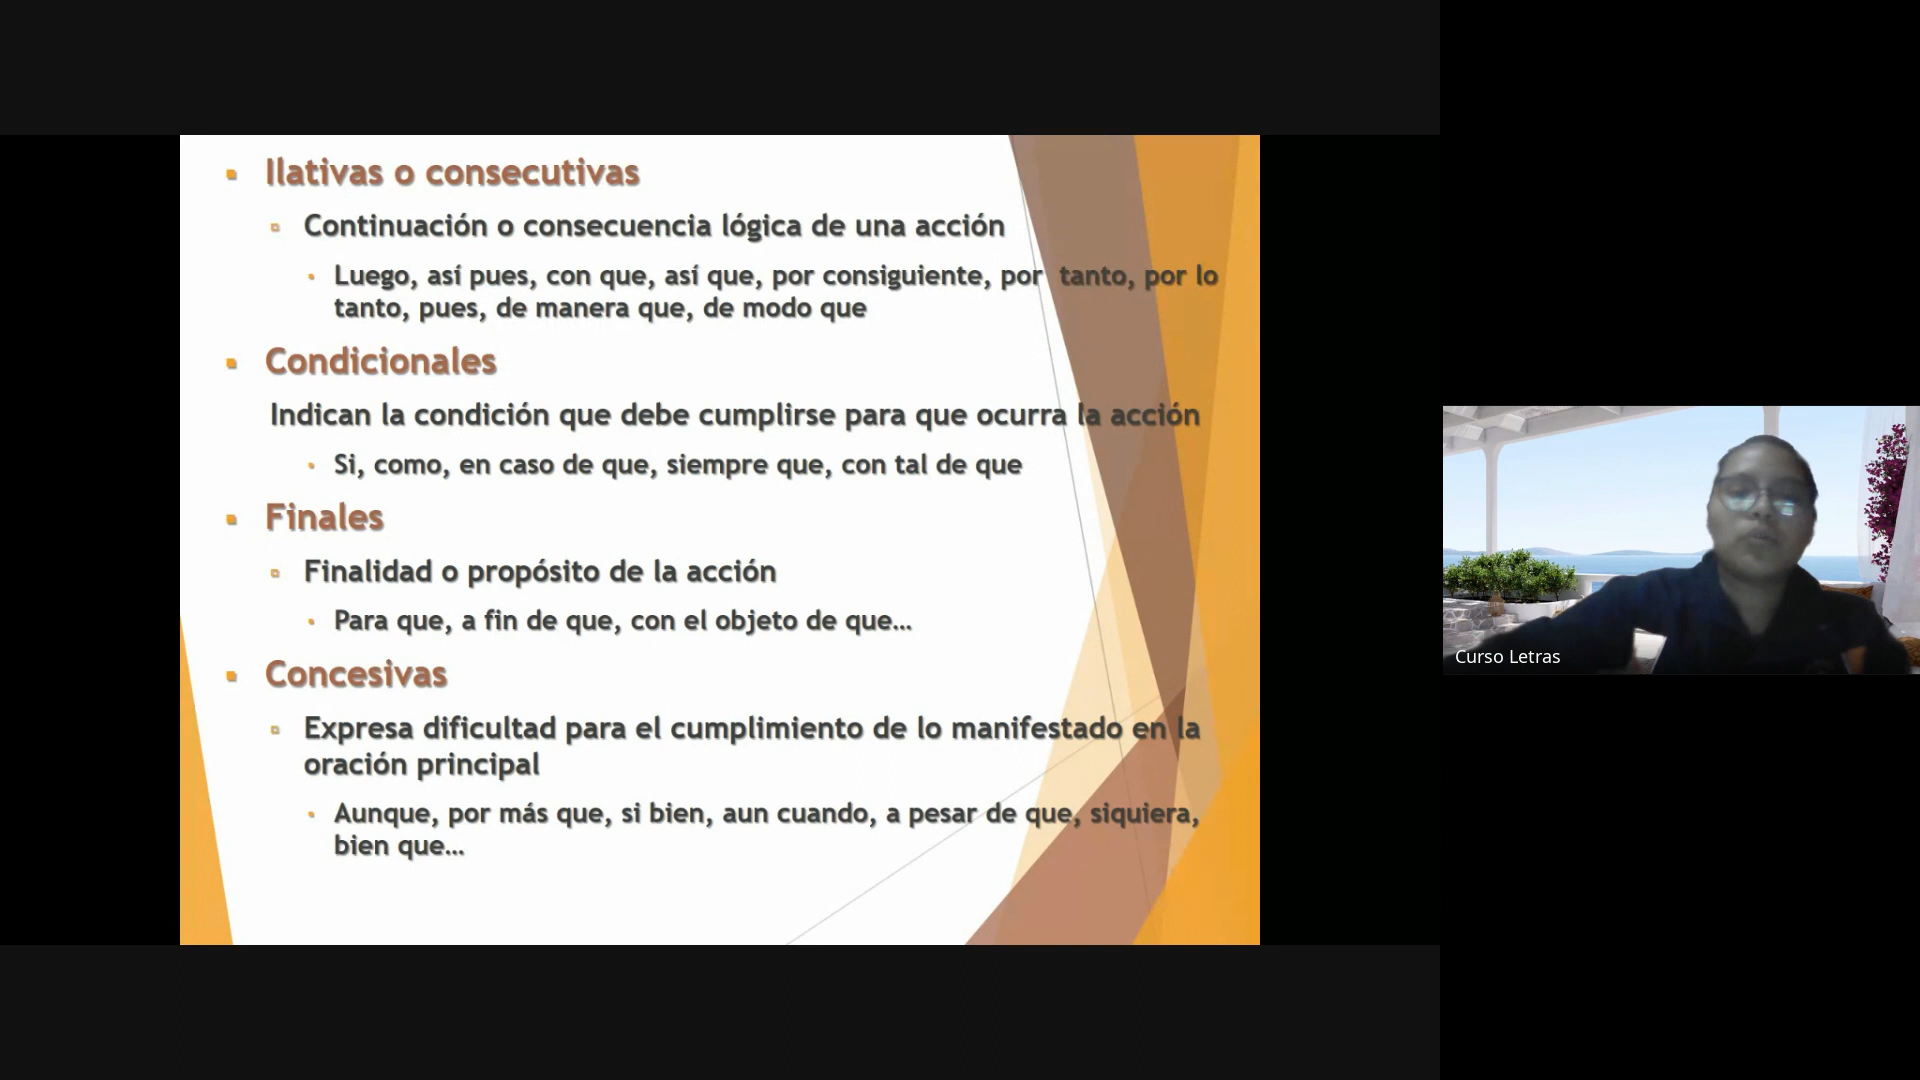 Ilativas o consecutivas
Continuación o consecuencia lógica de una acción
Luego, así pues, con que, así que, por consiguiente, por tanto, por lo
tanto, pues, de manera que, de modo que
Condicionales
Indican la condición que debe cumplirse para que ocurra la acción
Si, como, en caso de que, siempre que, con tal de que
Finales
Finalidad o propósito de la acción
Para que, a fin de que, con el objeto de que…
Concesivas
Expresa dificultad para el cumplimiento de lo manifestado en la
oración principal
Aunque, por más que, si bien, aun cuando, a pesar de que, siquiera,
bien que…
Curso Letras